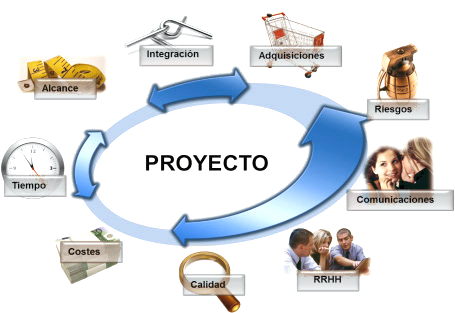 Integración
Adquisiciones
Alcance
Riesgos
PROYECTO
Tiempo
Comunicaciones
Costes
Calidad
RRHH